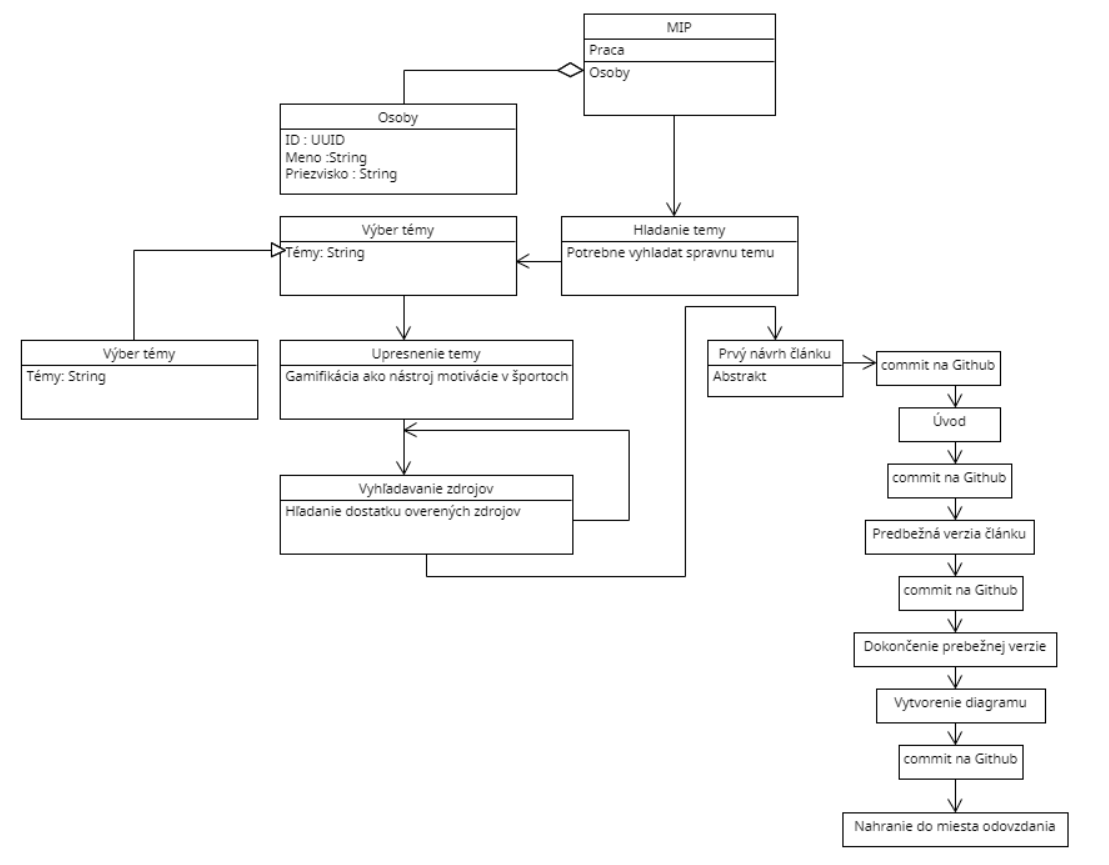 MIP
Praca
Osoby
Osoby
ID : UUID
Meno :String
Priezvisko : String
Výber témy
Témy: String
Hladanie temy
Potrebne vyhladat spravnu temu
Výber témy
Témy: String
Upresnenie temy
Gamifikácia ako nástroj motivácie v športoch
Vyhľadavanie zdrojov
Hľadanie dostatku overených zdrojov
Prvý návrh článku
Abstrakt
commit na Github
Úvod
commit na Github
Predbežná verzia článku
commit na Github
Dokončenie prebežnej verzie
Vytvorenie diagramu
commit na Github
Nahranie do miesta odovzdania